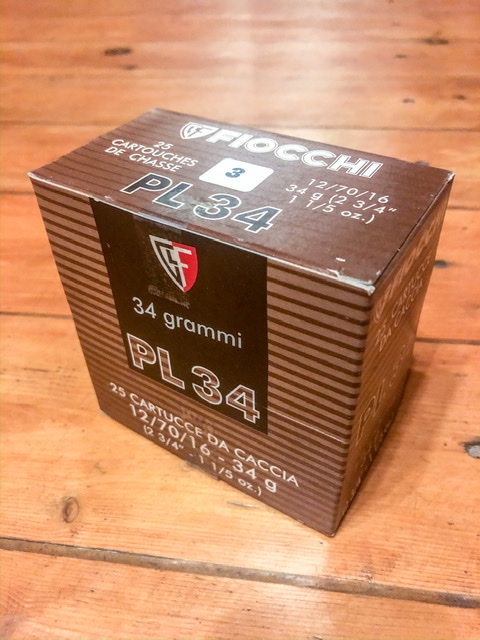 FIOCCHI
25
CARTOUCHES
DE CHASSE
3
12/70/16
34 g (2 3/4"
1 1/5 oz.)
PL 34
34 grammi
PL 34
25 CARTUCCE DA CACCIA
12/70/16 - 34 g
(2 3/4" - 1 1/5 oz.)
FIOCCHI